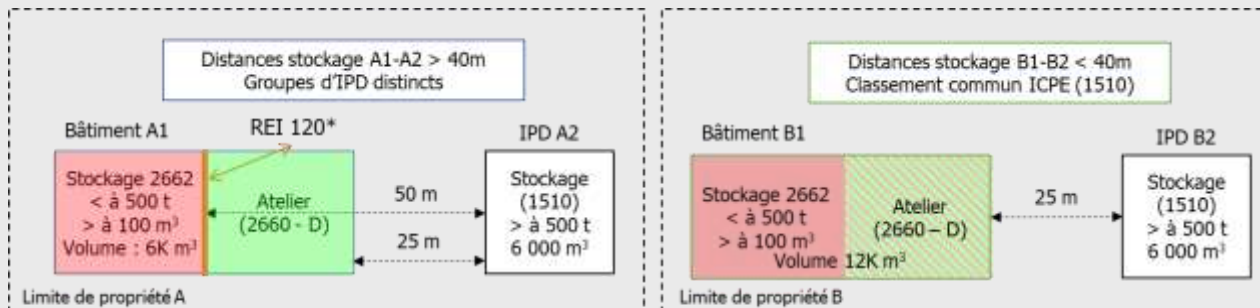 Distances stockage A1-A2 > 40m
Groupes d'IPD distincts
Bâtiment A1
REI 120*
IPD A2
Stockage 2662
< à 500 t
> à 100 m³
Volume : 6K m³
Atelier
(2660 - D)
50 m
25 m
Stockage
(1510)
> à 500 t
6 000 m³
Limite de propriété A
Distances stockage B1-B2 < 40m
Classement commun ICPE (1510)
Bâtiment B1
IPD B2
Stockage 2662
< à 500 t
> à 100 m³
Atelier
(2660 – D)
Volume 12K m³
25 m
Stockage
(1510)
> à 500 t
6 000 m³
Limite de propriété B